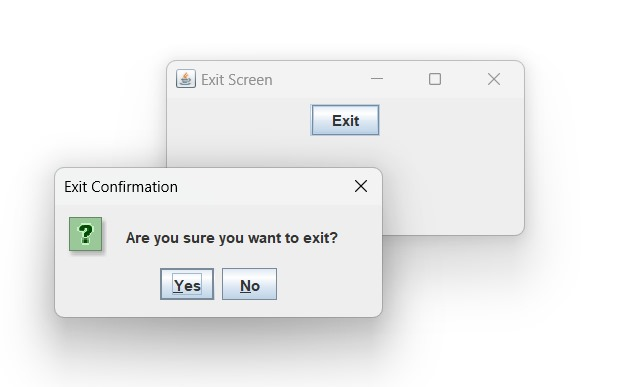 Exit Screen
Exit
Exit Confirmation
Are you sure you want to exit?
Yes No